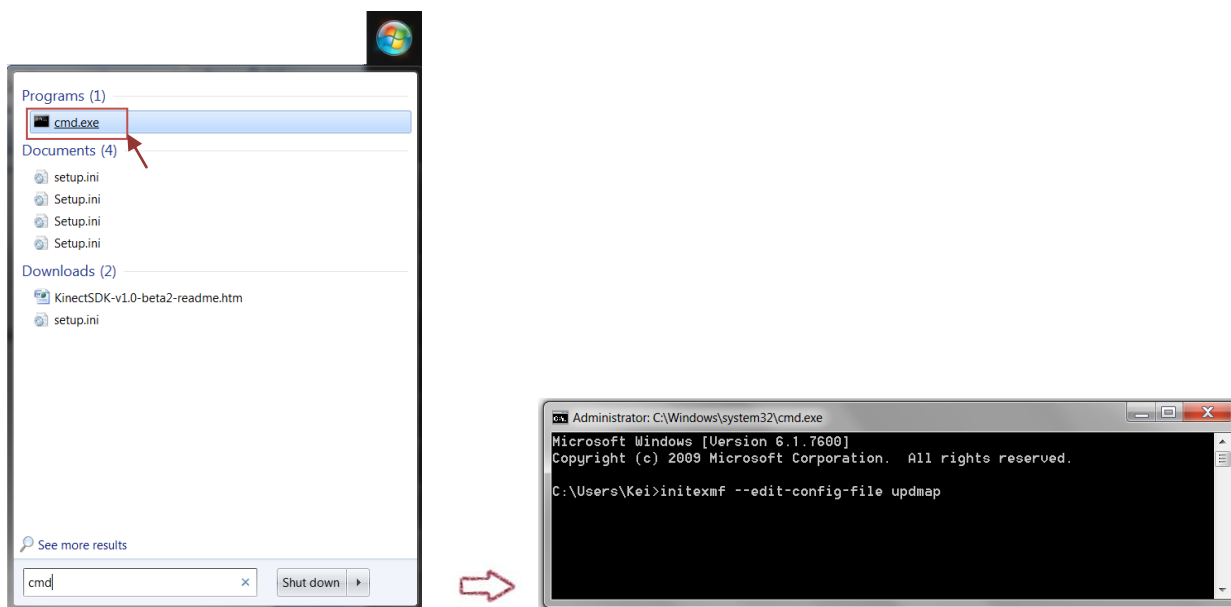 Programs (1)
cmd.exe
Documents (4)
setup.ini
Setup.ini
Setup.ini
Setup.ini
Downloads (2)
KinectSDK-v1.0-beta2-readme.htm
setup.ini
See more results
cmd
Shut down
Administrator: C:\Windows\system32\cmd.exe
Microsoft Windows [Version 6.1.7600]
Copyright (c) 2009 Microsoft Corporation.  All rights reserved.
C:\Users\Kei>initexmf --edit-config-file updmap